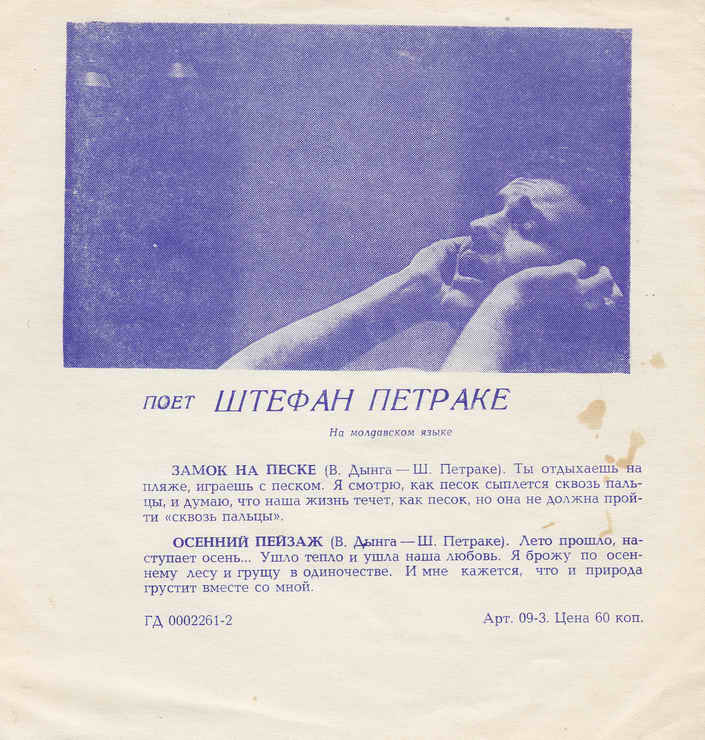 ПОЕТ ШТЕФАН ПЕТРАКЕ
На молдавском языке
ЗАМОК НА ПЕСКЕ (В. Дынга — Ш. Петраке). Ты отдыхаешь на
пляже, играешь с песком. Я смотрю, как песок сыплется сквозь паль-
цы, и думаю, что наша жизнь течет, как песок, но она не должна прой-
ти «сквозь пальцы».
ОСЕННИЙ ПЕЙЗАЖ (В. Дынга — Ш. Петраке). Лето прошло, на-
ступает осень... Ушло тепло и ушла наша любовь. Я брожу по осен-
нему лесу и грущу в одиночестве. И мне кажется, что и природа
грустит вместе со мной.
ГД 0002261-2 Арт. 09-3. Цена 60 коп.